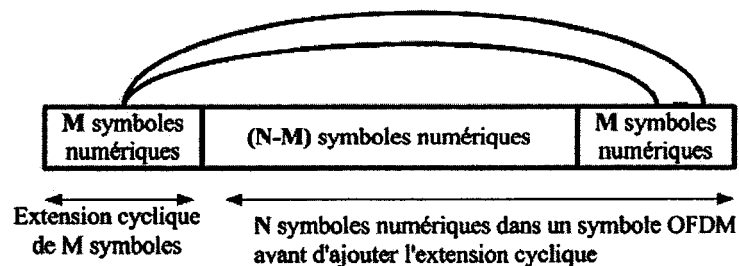 M symboles
numériques
(N-M) symboles numériques
M symboles
numériques
Extension cyclique
de M symboles
N symboles numériques dans un symbole OFDM
avant d'ajouter l'extension cyclique